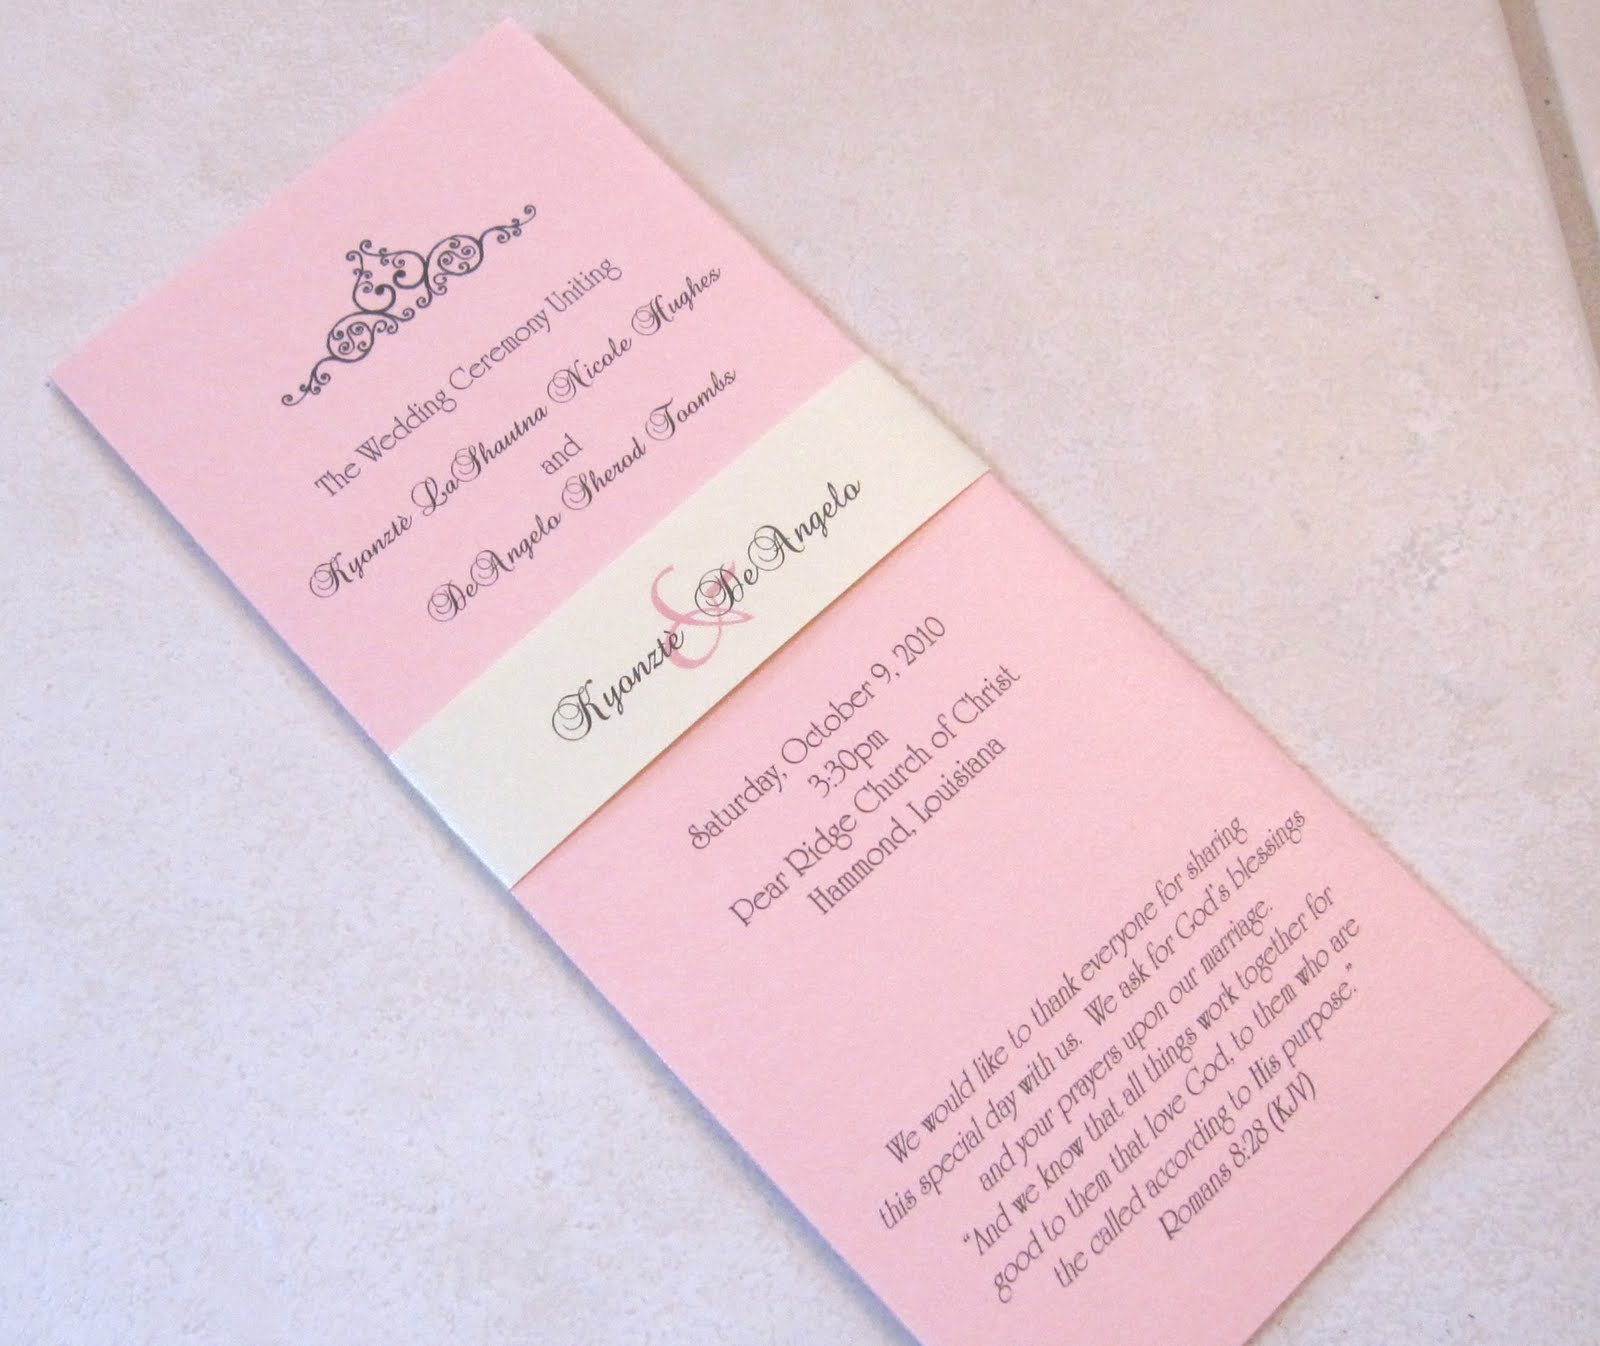 The Wedding Ceremony Uniting
Kyonztè LaShautna Nicole Hughes
and
DeAngelo Sherod Toombs
Kyonztè & DeAngelo
Saturday, October 9, 2010
3:30pm
Pear Ridge Church of Christ
Hammond, Louisiana
We would like to thank everyone for sharing
this special day with us. We ask for God's blessings
and your prayers upon our marriage.
“And we know that all things work together for
good to them that love God, to them who are
the called according to His purpose.”
Romans 8:28 (KJV)